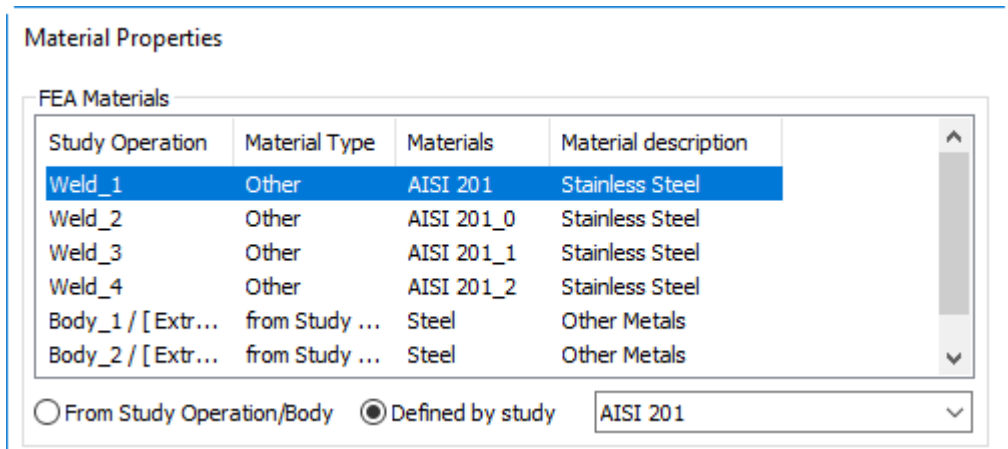 Material Properties
FEA Materials
Study Operation Material Type Materials Material description
Weld_1 Other AISI 201 Stainless Steel
Weld_2 Other AISI 201_0 Stainless Steel
Weld_3 Other AISI 201_1 Stainless Steel
Weld_4 Other AISI 201_2 Stainless Steel
Body_1 / [ Extr... from Study ... Steel Other Metals
Body_2 / [ Extr... from Study ... Steel Other Metals
From Study Operation/Body Defined by study AISI 201